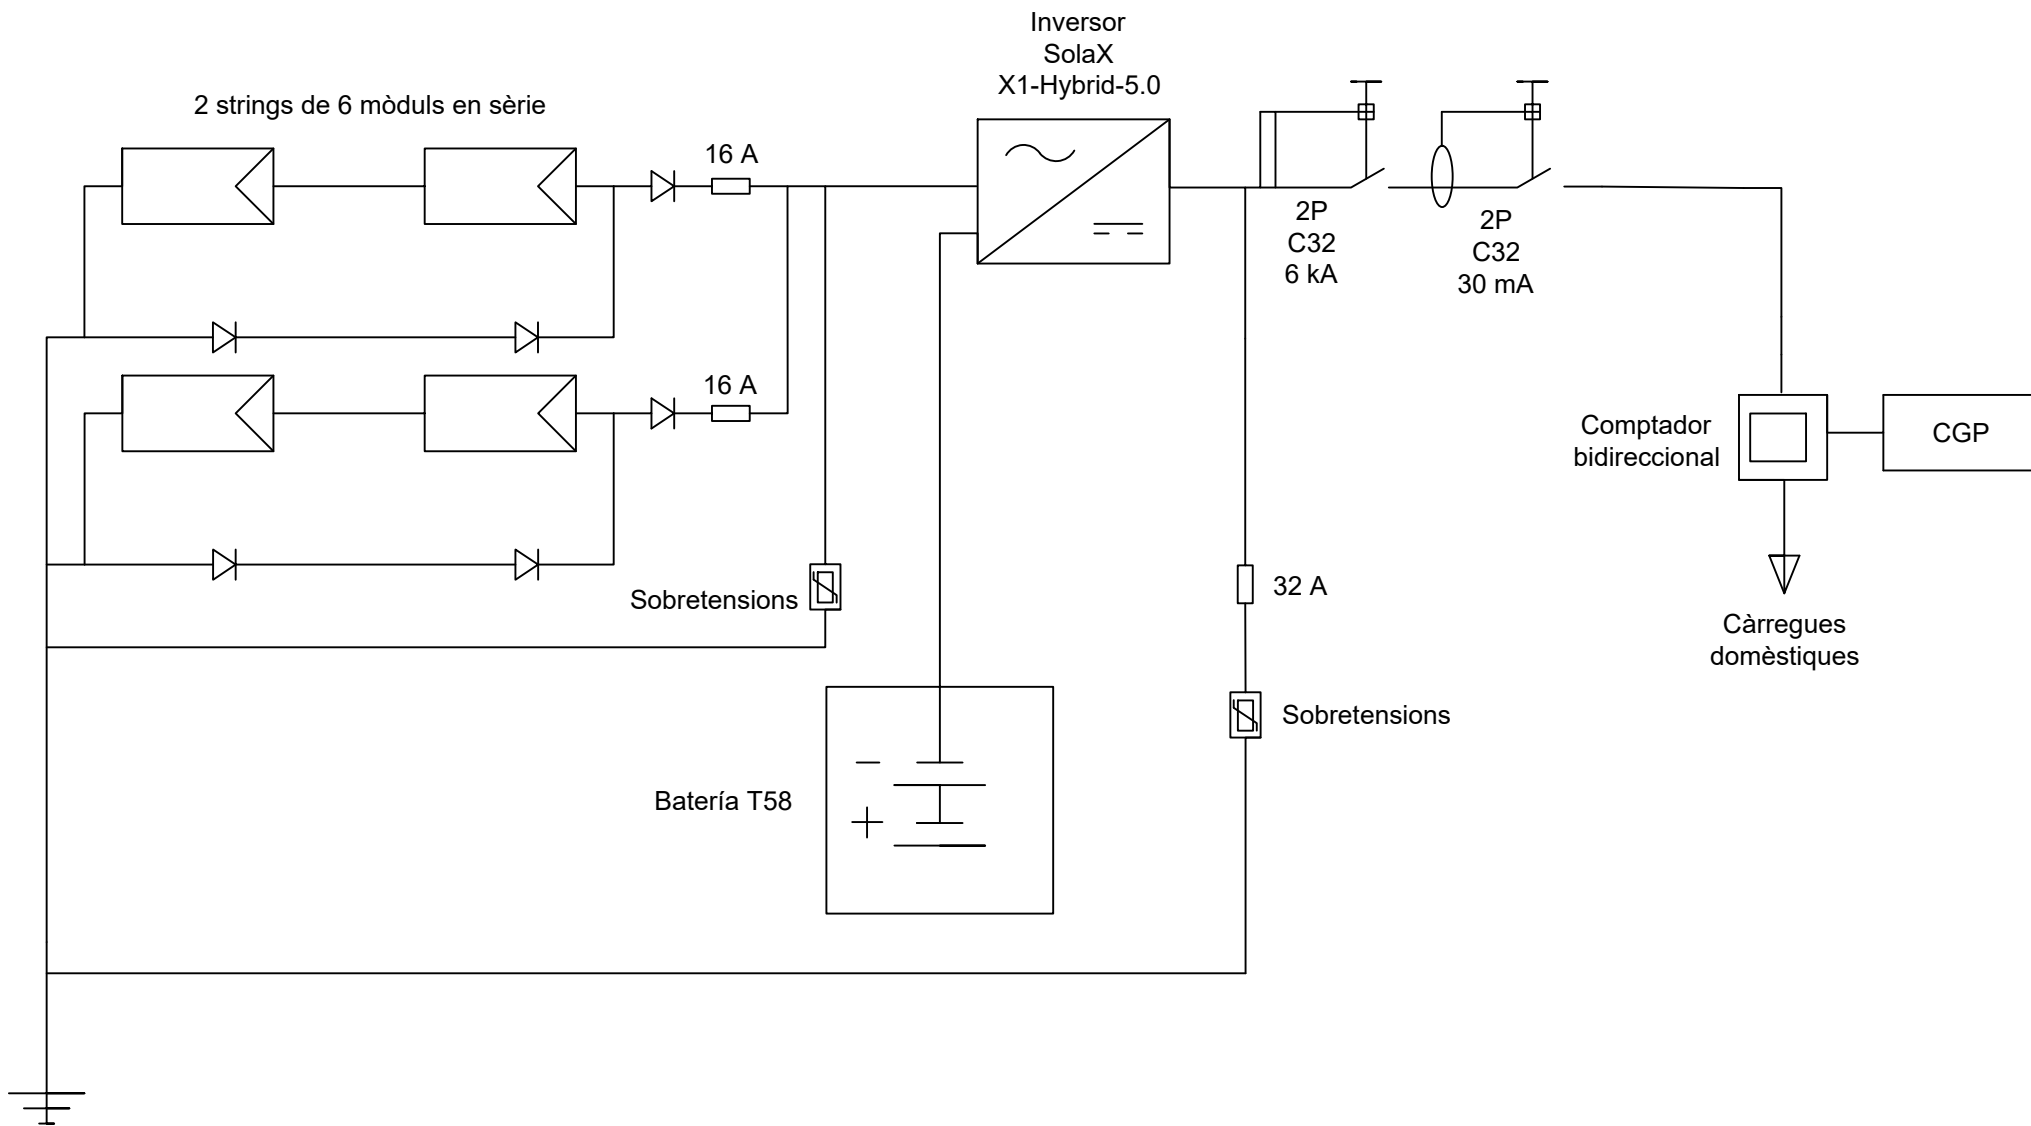 Inversor
SolaX
X1-Hybrid-5.0
2 strings de 6 mòduls en sèrie
16 A
2P
C32
6 kA
2P
C32
30 mA
16 A
Comptador
bidireccional
CGP
Sobretensions
32 A
Càrregues
domèstiques
Sobretensions
Batería T58